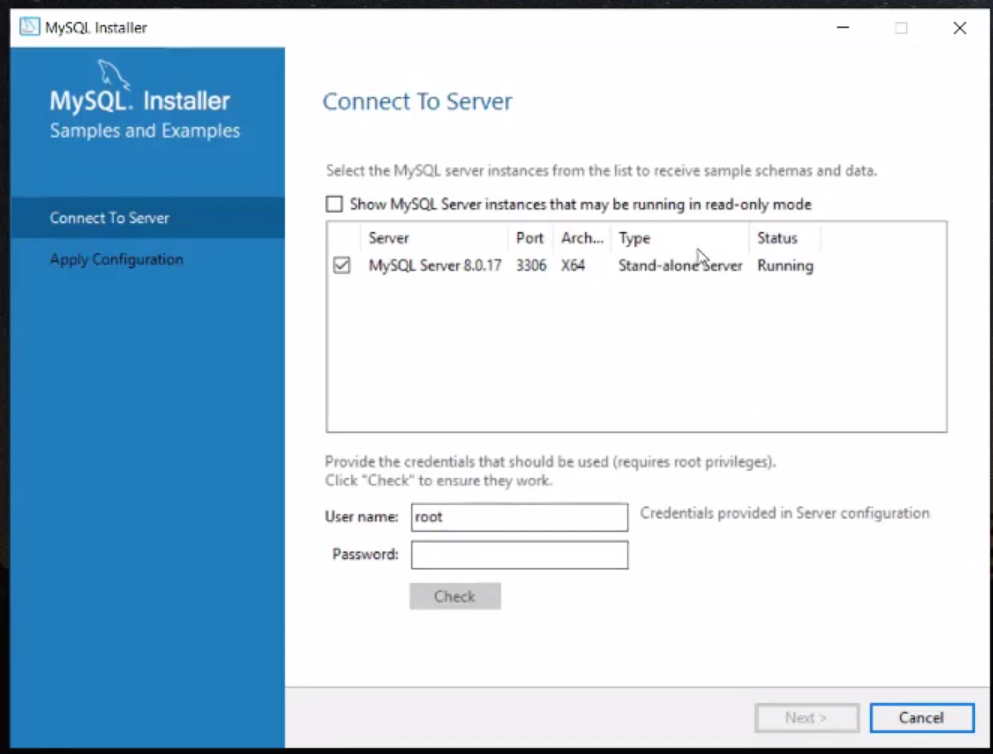 MySQL Installer
MySQL. Installer
Samples and Examples
Connect To Server
Apply Configuration
Connect To Server
Select the MySQL server instances from the list to receive sample schemas and data.
Show MySQL Server instances that may be running in read-only mode
Server Port Arch... Type Status
MySQL Server 8.0.17 3306 X64 Stand-alone Server Running
Provide the credentials that should be used (requires root privileges).
Click "Check" to ensure they work.
User name: root Credentials provided in Server configuration
Password:
Check
Next > Cancel